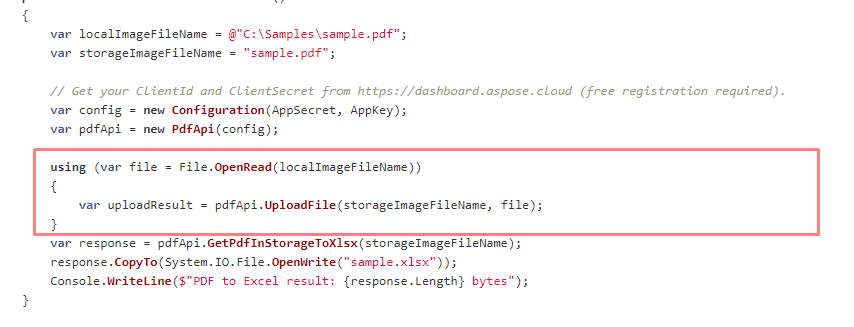 {
var localImageFileName = @"C:\Samples\sample.pdf";
var storageImageFileName = "sample.pdf";
// Get your ClientId and ClientSecret from https://dashboard.aspose.cloud (free registration required).
var config = new Configuration(AppSecret, AppKey);
var pdfApi = new PdfApi(config);
using (var file = File.OpenRead(localImageFileName))
{
var uploadResult = pdfApi.UploadFile(storageImageFileName, file);
}
var response = pdfApi.GetPdfInStorageToXlsx(storageImageFileName);
response.CopyTo(System.IO.File.OpenWrite("sample.xlsx"));
Console.WriteLine($"PDF to Excel result: {response.Length} bytes");
}